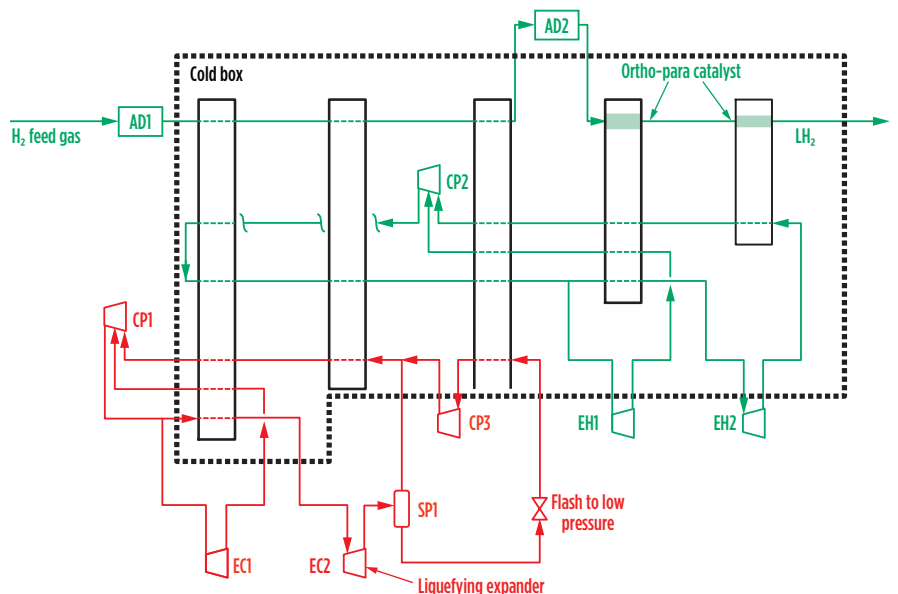 AD2
Cold box
Ortho-para catalyst
AD1
H₂ feed gas
LH₂
CP2
CP1
CP3
EH1
EH2
SP1
Flash to low
pressure
EC1
EC2
Liquefying expander